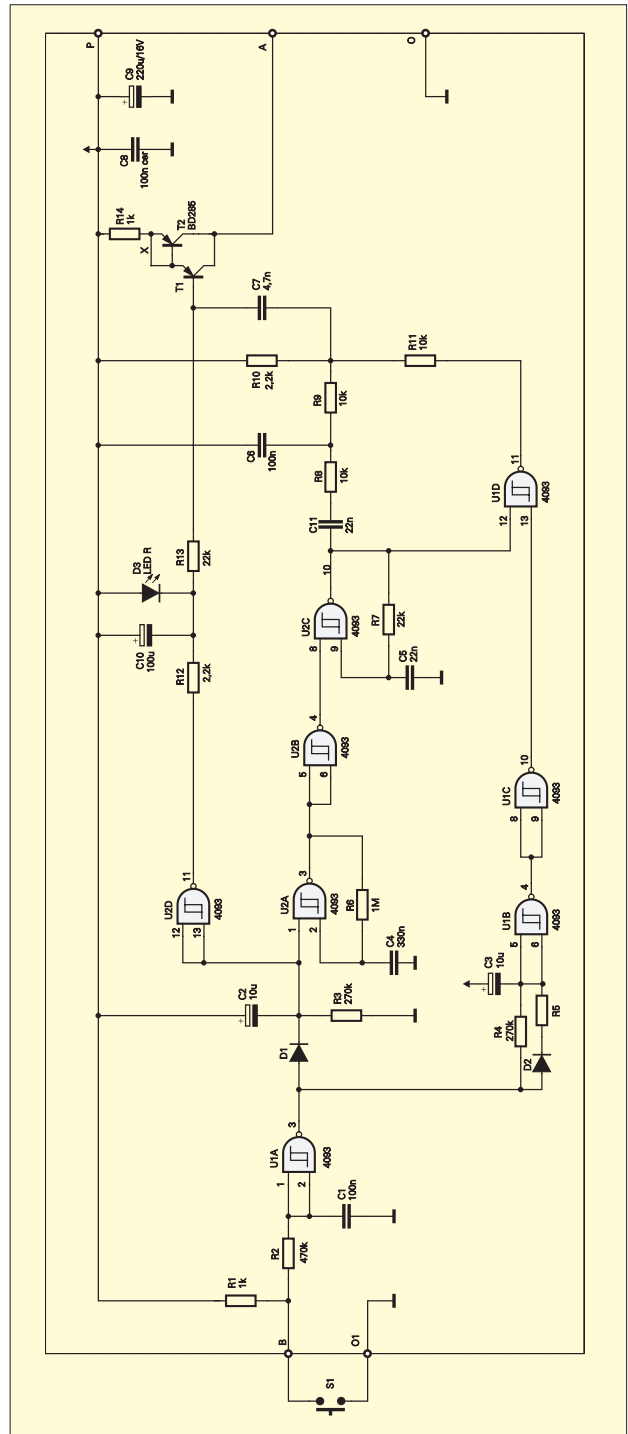 P
C9
220u/16V
+
C8
100n cer
A
O
R14
1k
X
T2
BD285
T1
C7
4,7n
R10
2,2k
R11
10k
R9
10k
C6
100n
R8
10k
C11
22n
D3
LED R
R13
22k
C10
100u
+
R12
2,2k
11
U2D
4093
12
13
10
U2C
4093
8
9
R7
22k
C5
22n
11
U1D
4093
12
13
4
U2B
4093
5
6
3
U2A
4093
1
2
R6
1M
C4
330n
10
U1C
4093
8
9
4
U1B
4093
5
6
C2
10u
+
R3
270k
C3
10u
+
R4
270k
R5
D1
D2
3
U1A
4093
1
2
C1
100n
R2
470k
R1
1k
B
O1
S1